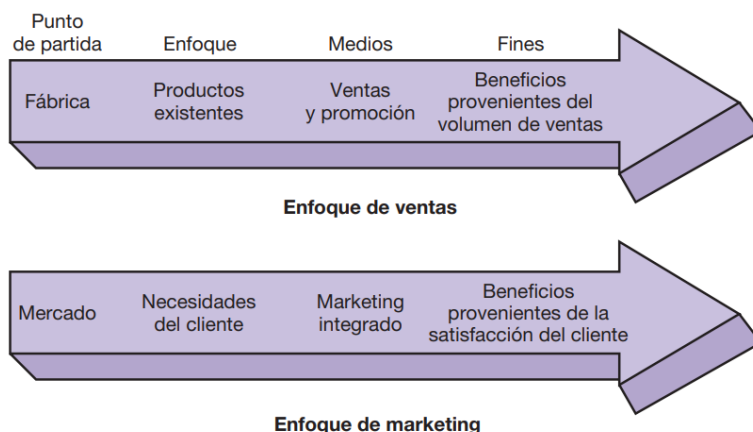 Punto
de partida
Enfoque
Medios
Fines
Fábrica
Productos
existentes
Ventas
y promoción
Beneficios
provenientes del
volumen de ventas
Enfoque de ventas
Mercado
Necesidades
del cliente
Marketing
integrado
Beneficios
provenientes de la
satisfacción del cliente
Enfoque de marketing